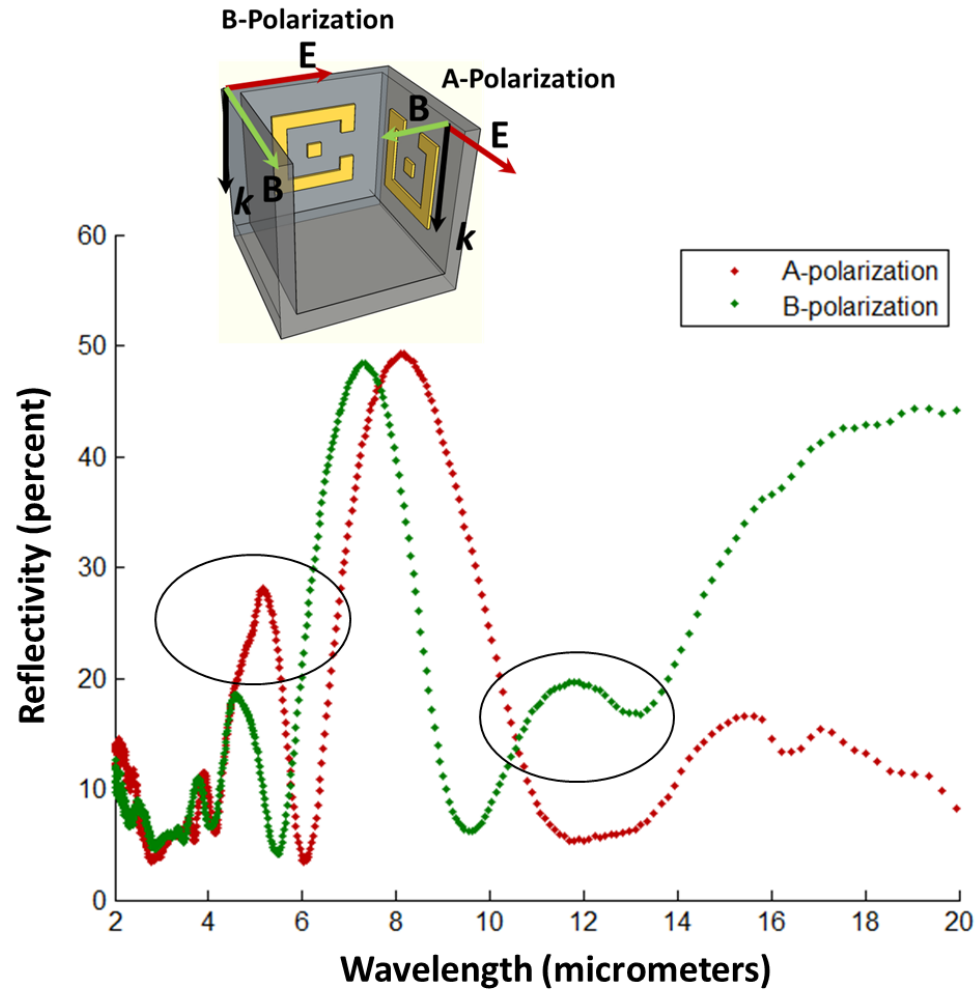 B-Polarization
E
A-Polarization
B
E
B
k
k
60
50
40
30
20
10
0
Reflectivity (percent)
A-polarization
B-polarization
2
4
6
8
10
12
14
16
18
20
Wavelength (micrometers)